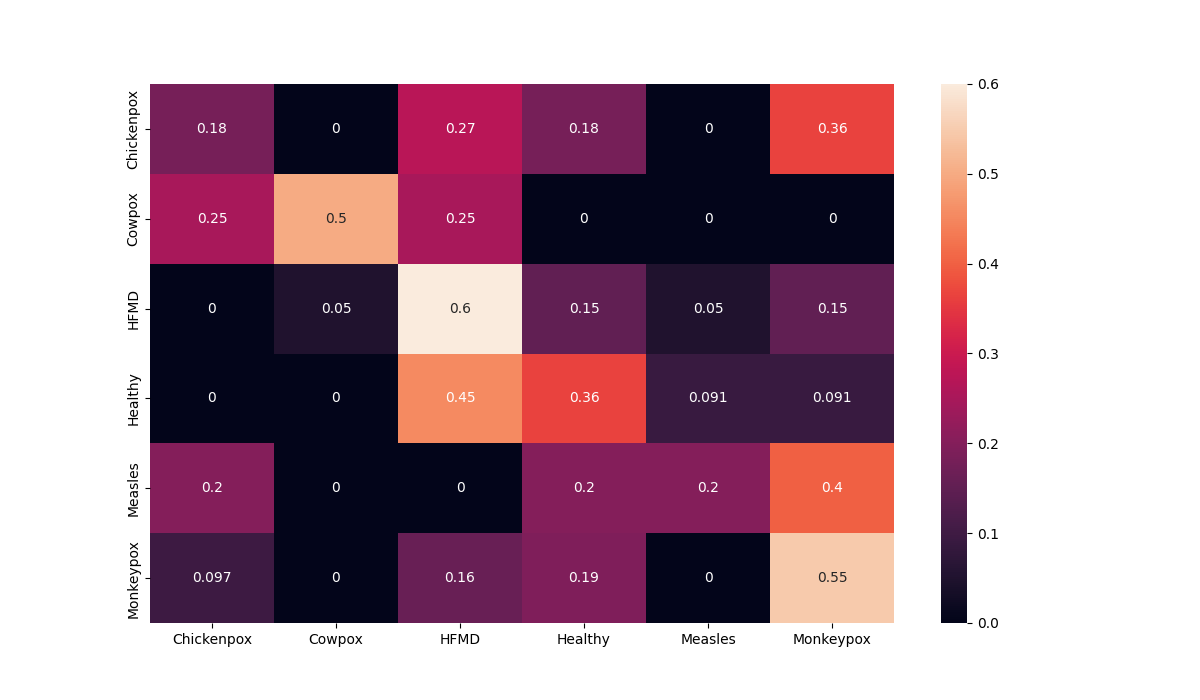 0.6
Chickenpox 0.18 0 0.27 0.18 0 0.36
0.5
Cowpox 0.25 0.5 0.25 0 0 0
0.4
HFMD 0 0.05 0.6 0.15 0.05 0.15
0.3
Healthy 0 0 0.45 0.36 0.091 0.091
0.2
Measles 0.2 0 0 0.2 0.2 0.4
0.1
Monkeypox 0.097 0 0.16 0.19 0 0.55
0.0
Chickenpox Cowpox HFMD Healthy Measles Monkeypox